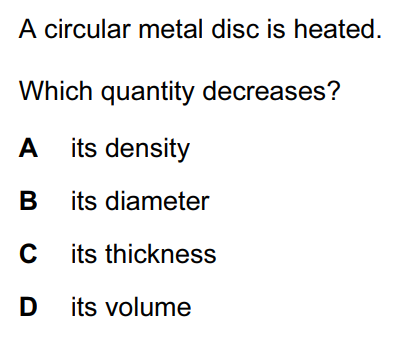 A circular metal disc is heated.
Which quantity decreases?
A its density
B its diameter
C its thickness
D its volume